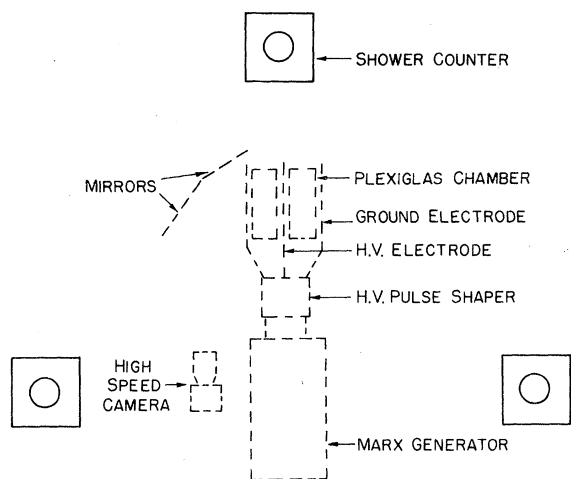 SHOWER COUNTER
MIRRORS
PLEXIGLAS CHAMBER
GROUND ELECTRODE
H.V. ELECTRODE
H.V. PULSE SHAPER
HIGH
SPEED
CAMERA
MARX GENERATOR